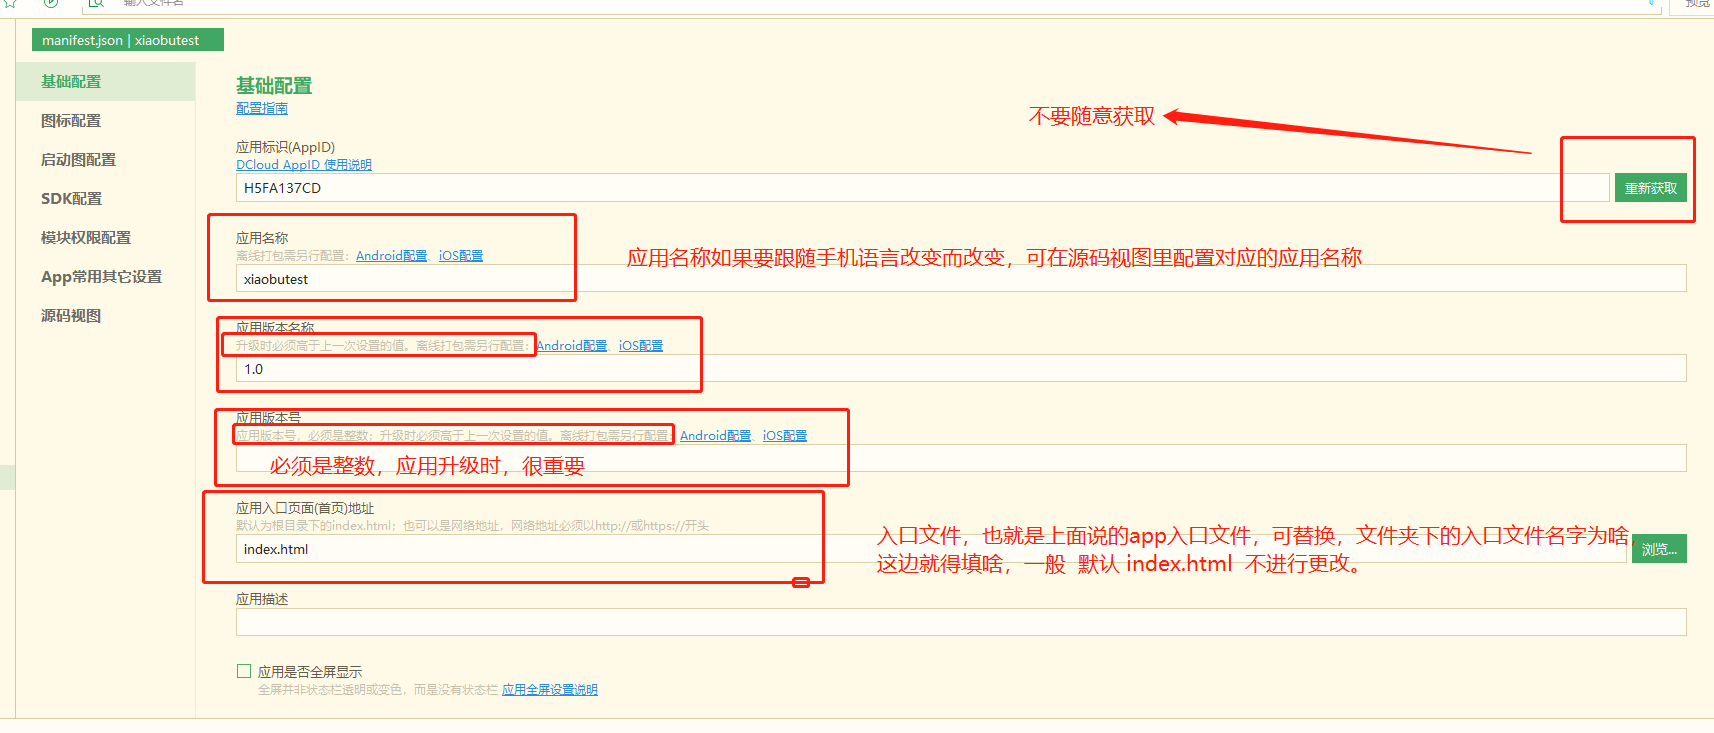 输入文件名
预览
manifest.json | xiaobutest
基础配置
图标配置
启动图配置
SDK配置
模块权限配置
App常用其它设置
源码视图
基础配置
配置指南
不要随意获取
应用标识(AppID)
DCloud AppID 使用说明
H5FA137CD
重新获取
应用名称
离线打包需另行配置：Android配置、iOS配置
应用名称如果要跟随手机语言改变而改变，可在源码视图里配置对应的应用名称
xiaobutest
应用版本名称
升级时必须高于上一次设置的值。离线打包需另行配置：Android配置、iOS配置
1.0
应用版本号
应用版本号，必须是整数；升级时必须高于上一次设置的值。离线打包需另行配置：Android配置、iOS配置
必须是整数，应用升级时，很重要
应用入口页面(首页)地址
默认为根目录下的index.html；也可以是网络地址，网络地址必须以http://或https://开头
index.html
入口文件，也就是上面说的app入口文件，可替换，文件夹下的入口文件名字为啥，
这边就得填啥，一般 默认 index.html 不进行更改。
浏览...
应用描述
应用是否全屏显示
全屏并非状态栏透明或变色，而是没有状态栏 应用全屏设置说明